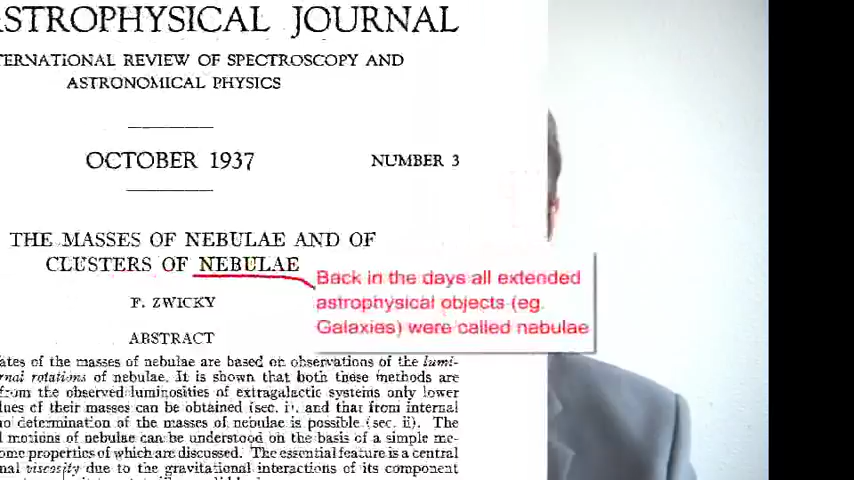 STROPHYSICAL JOURNAL
ERNATIONAL REVIEW OF SPECTROSCOPY AND
ASTRONOMICAL PHYSICS
OCTOBER 1937
NUMBER 3
THE MASSES OF NEBULAE AND OF
CLUSTERS OF NEBULAE
Back in the days all extended
astrophysical objects (eg.
Galaxies) were called nabulae
F. ZWICKY
ABSTRACT
ates of the masses of nebulae are based on observations of the lumi-
rnal rotations of nebulae. It is shown that both these methods are
from the observed luminosities of extragalactic systems only lower
lues of their masses can be obtained (sec. i), and that from internal
no determination of the masses of nebulae is possible (sec. ii). The
l motions of nebulae can be understood on the basis of a simple me-
ome properties of which are discussed. The essential feature is a central
nal viscosity due to the gravitational interactions of its component